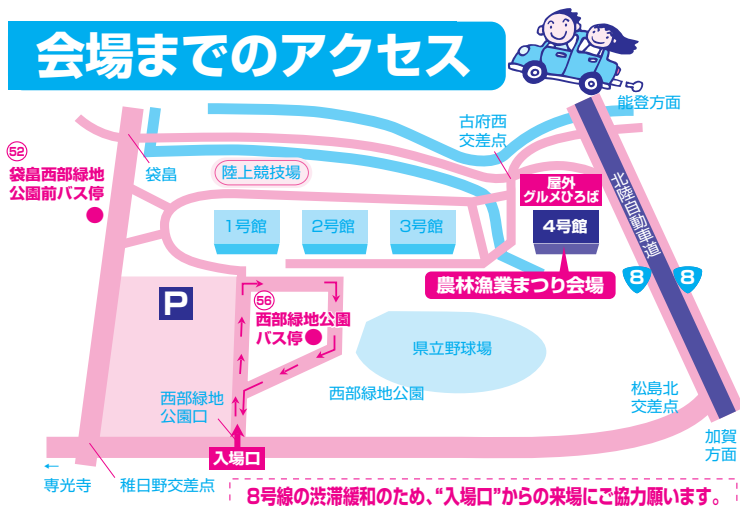 会場までのアクセス
能登方面
古府西
交差点
52
袋畠西部緑地
公園前バス停
袋畠
陸上競技場
屋外
グルメひろば
北陸自動車道
1号館
2号館
3号館
4号館
農林漁業まつり会場
8
8
P
56
西部緑地公園
バス停
県立野球場
西部緑地公園
松島北
交差点
西部緑地
公園口
加賀
方面
入場口
←
専光寺
稚日野交差点
8号線の渋滞緩和のため、“入場口”からの来場にご協力願います。